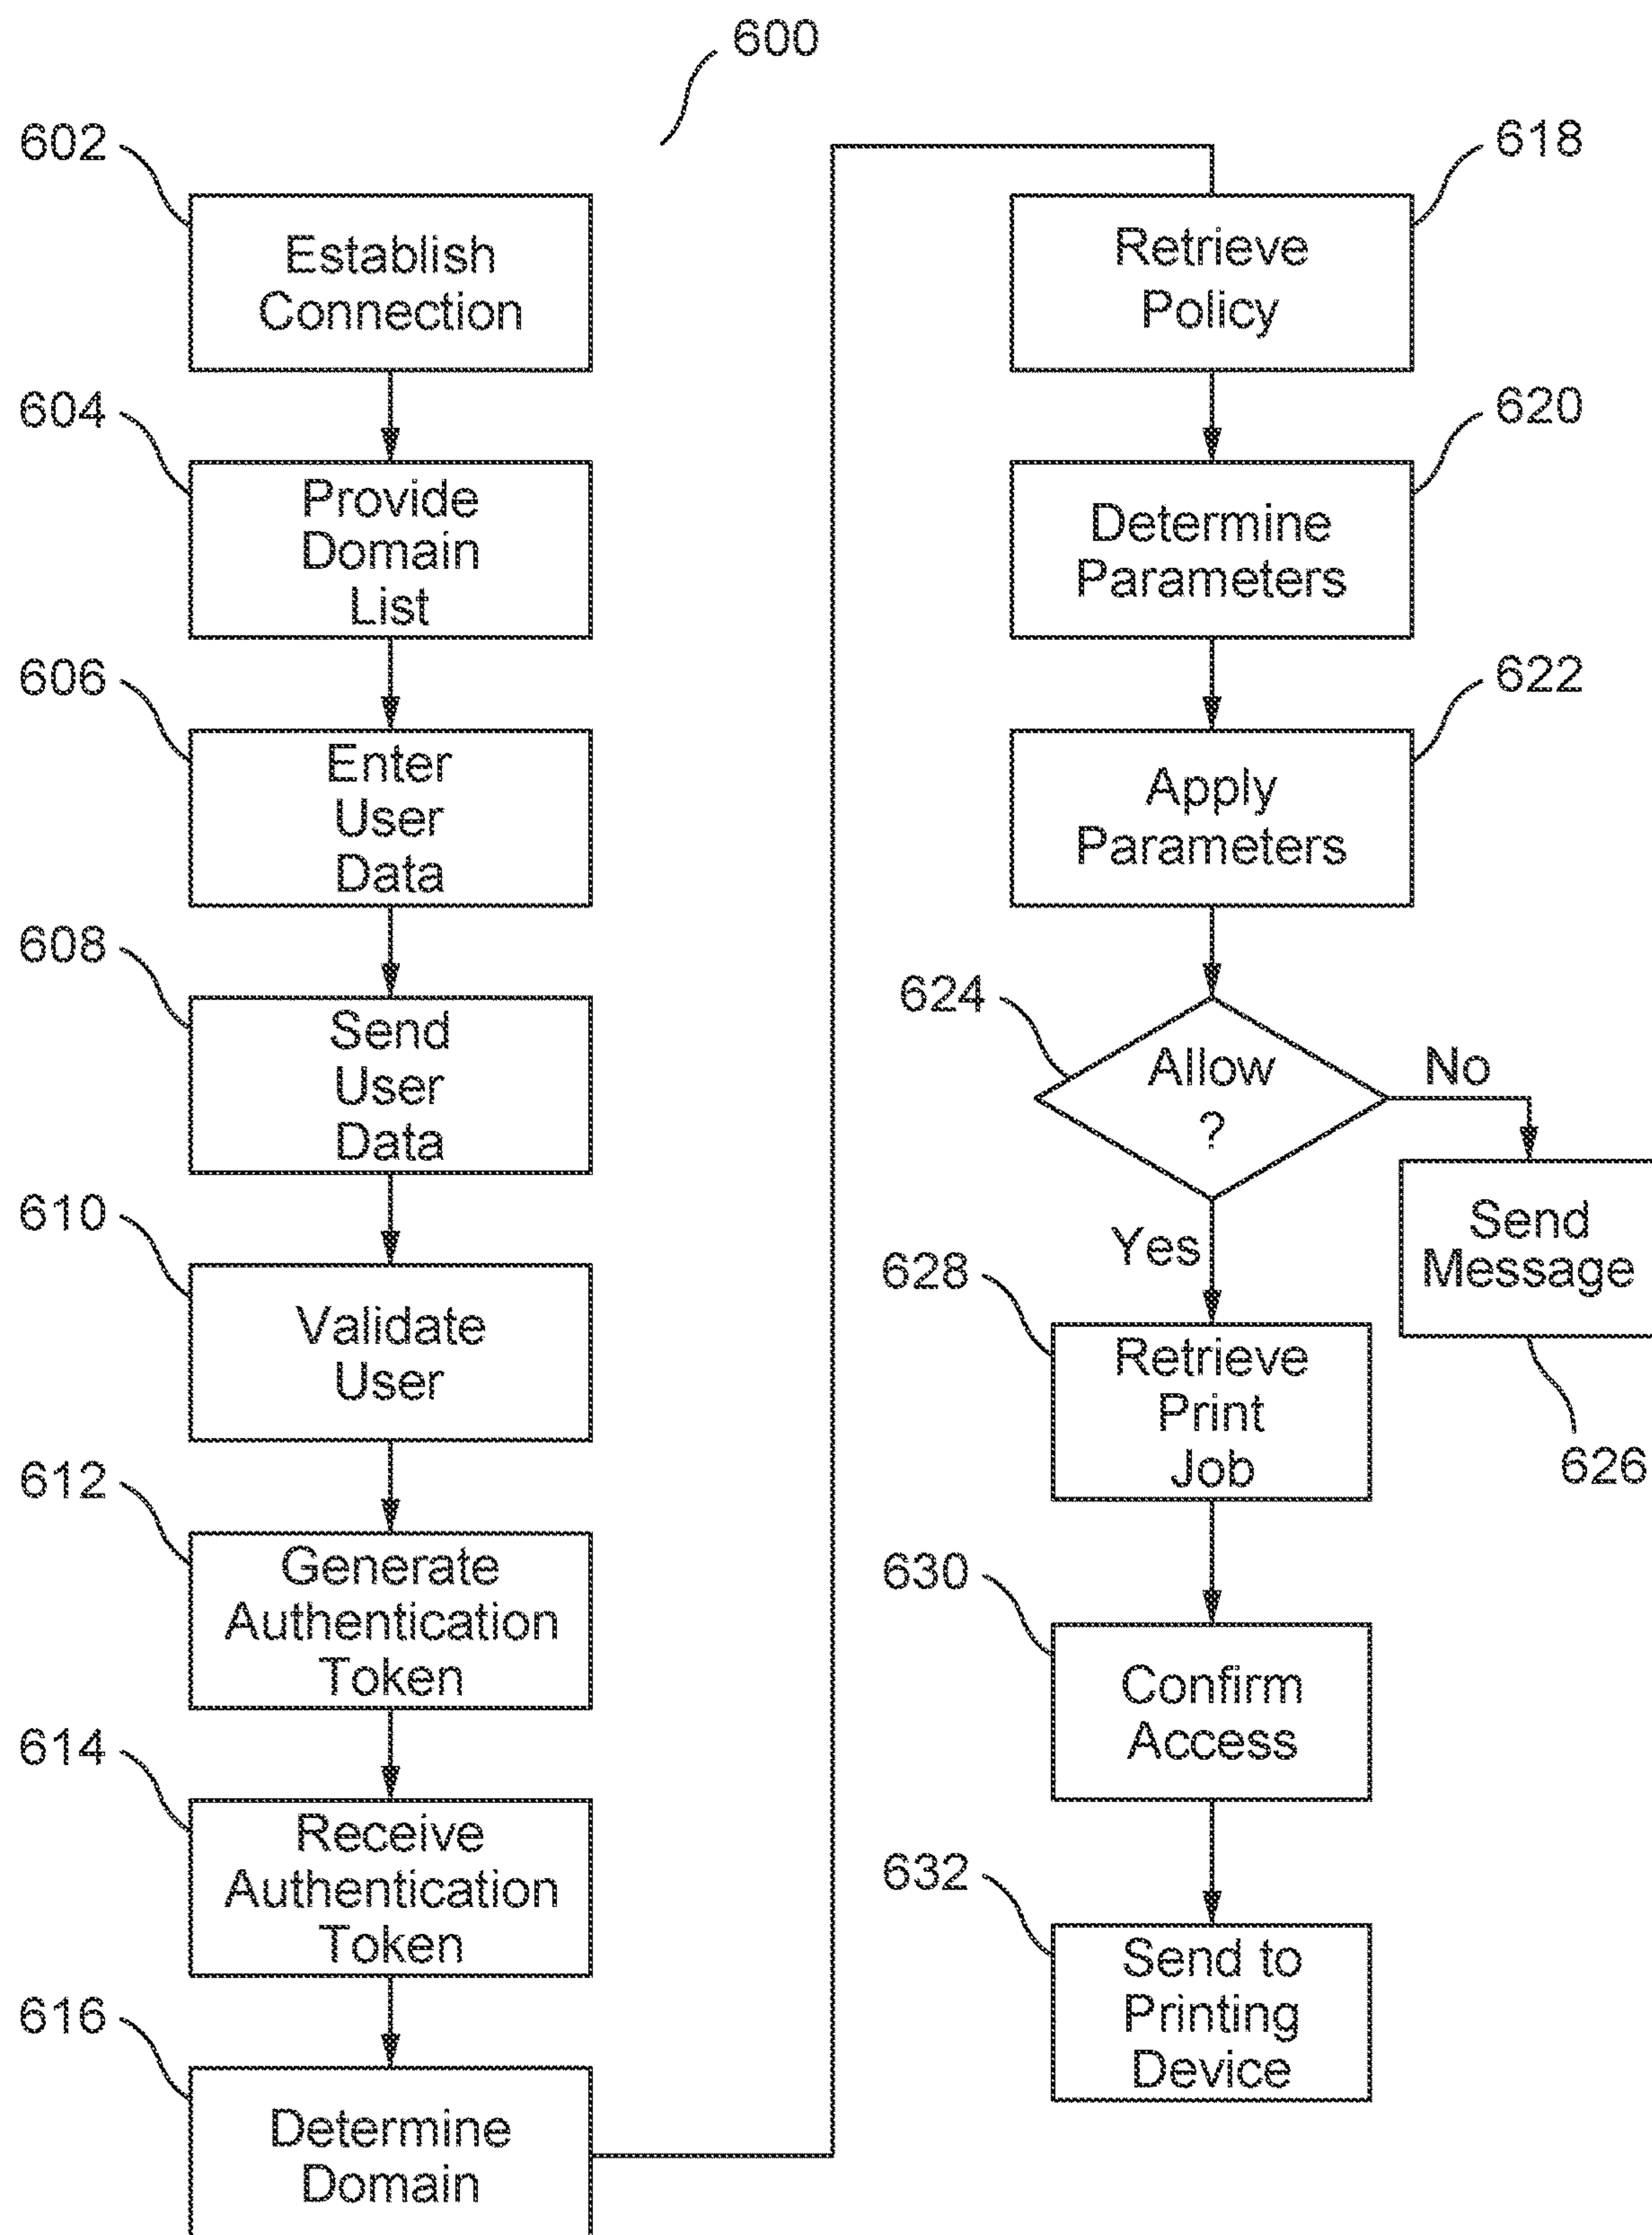 600
602
Establish
Connection
604
Provide
Domain
List
606
Enter
User
Data
608
Send
User
Data
610
Validate
User
612
Generate
Authentication
Token
614
Receive
Authentication
Token
616
Determine
Domain
618
Retrieve
Policy
620
Determine
Parameters
622
Apply
Parameters
624
Allow
?
No
Send
Message
626
Yes
628
Retrieve
Print
Job
630
Confirm
Access
632
Send to
Printing
Device